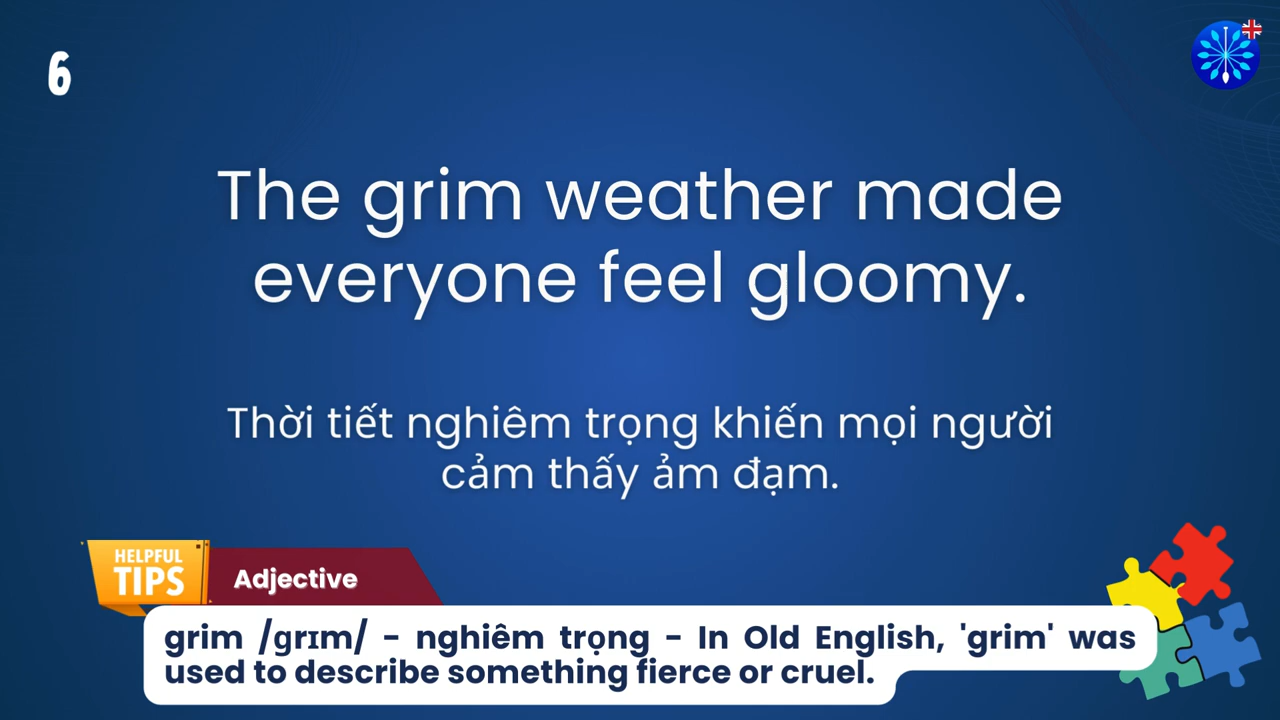 6
The grim weather made
everyone feel gloomy.
Thời tiết nghiêm trọng khiến mọi người
cảm thấy ảm đạm.
HELPFUL
TIPS
Adjective
grim /ɡrɪm/ - nghiêm trọng - In Old English, 'grim' was
used to describe something fierce or cruel.